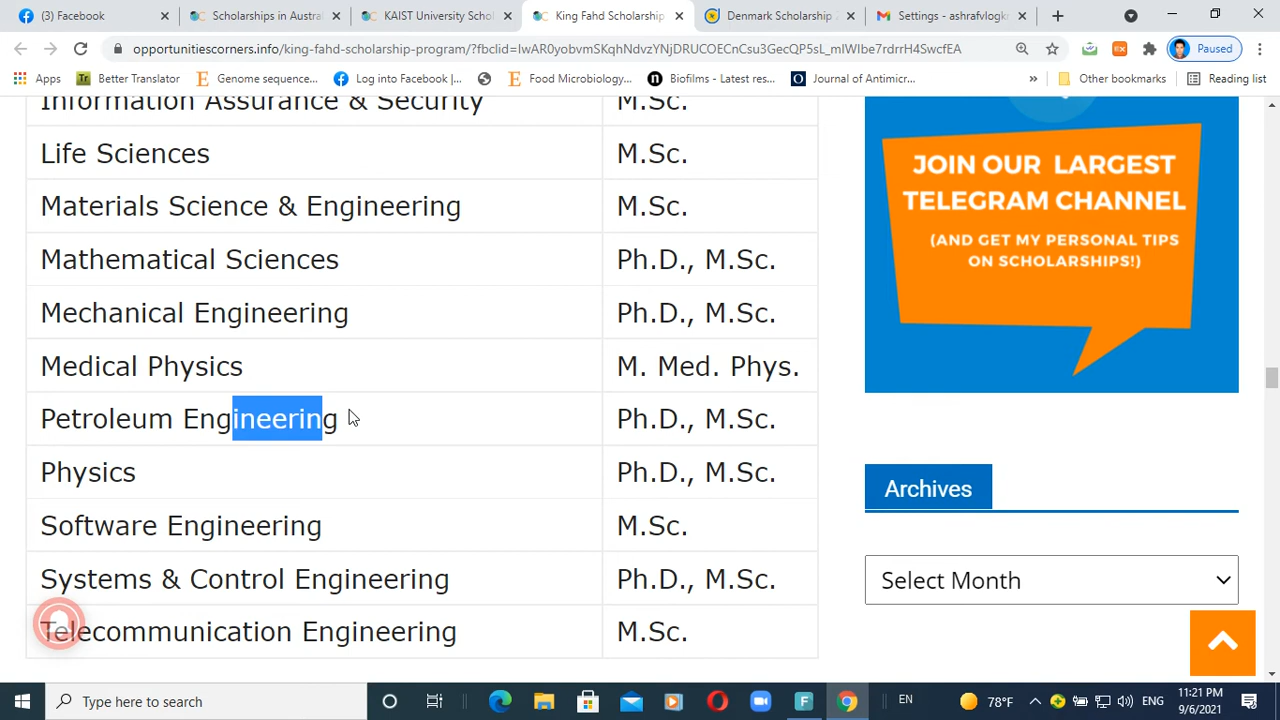 (3) Facebook
Scholarships in Austral
KAIST University Schol
King Fahd Scholarship
Denmark Scholarship 2
Settings - ashrafvlogkr
opportunitiescorners.info/king-fahd-scholarship-program/?fbclid=IwAR0yobvmSKqhNdvzYNjDRUCOECnCsu3GecQP5sL_mIWIbe7rdrrH4SwcfEA
Paused
Apps
Tr Better Translator
E Genome sequence...
Log into Facebook |...
E Food Microbiology...
n Biofilms - Latest res...
O Journal of Antimicr...
»
Other bookmarks
Reading list
Information Assurance & Security M.Sc.
Life Sciences M.Sc.
Materials Science & Engineering M.Sc.
Mathematical Sciences Ph.D., M.Sc.
Mechanical Engineering Ph.D., M.Sc.
Medical Physics M. Med. Phys.
Petroleum Engineering Ph.D., M.Sc.
Physics Ph.D., M.Sc.
Software Engineering M.Sc.
Systems & Control Engineering Ph.D., M.Sc.
Telecommunication Engineering M.Sc.
JOIN OUR LARGEST
TELEGRAM CHANNEL
(AND GET MY PERSONAL TIPS
ON SCHOLARSHIPS!)
Archives
Select Month
Type here to search
F
EN
78°F
ENG
11:21 PM
9/6/2021